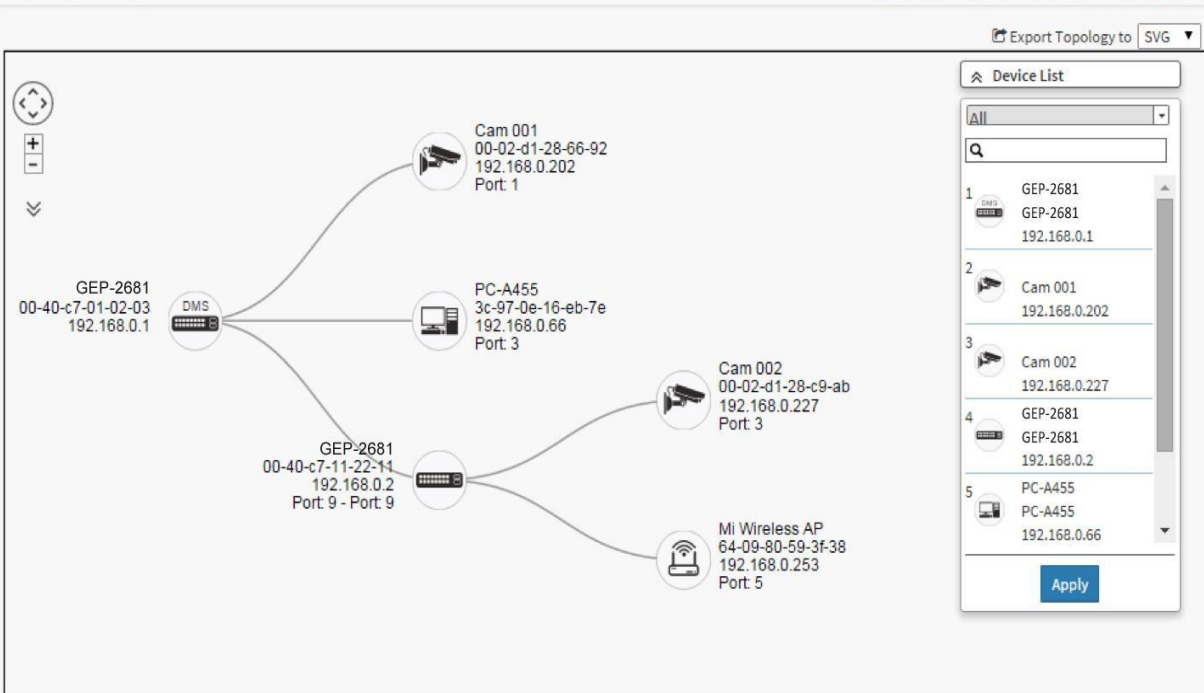 Export Topology to SVG
Device List
All
Cam 001
00-02-d1-28-66-92
192.168.0.202
Port: 1
GEP-2681
00-40-c7-01-02-03
192.168.0.1
DMS
PC-A455
3c-97-0e-16-eb-7e
192.168.0.66
Port: 3
Cam 002
00-02-d1-28-c9-ab
192.168.0.227
Port: 3
GEP-2681
00-40-c7-11-22-11
192.168.0.2
Port: 9 - Port: 9
Mi Wireless AP
64-09-80-59-3f-38
192.168.0.253
Port: 5
1
DMS
GEP-2681
GEP-2681
192.168.0.1
2
Cam 001
192.168.0.202
3
Cam 002
192.168.0.227
4
GEP-2681
GEP-2681
192.168.0.2
5
PC-A455
PC-A455
192.168.0.66
Apply